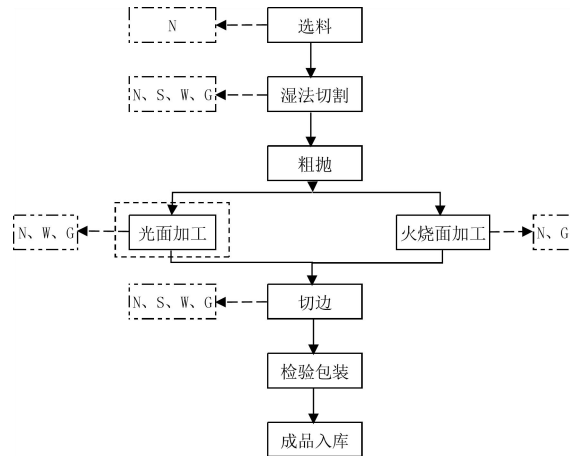 N
选料
N、S、W、G
湿法切割
粗抛
N、W、G
光面加工
火烧面加工
N、G
N、S、W、G
切边
检验包装
成品入库